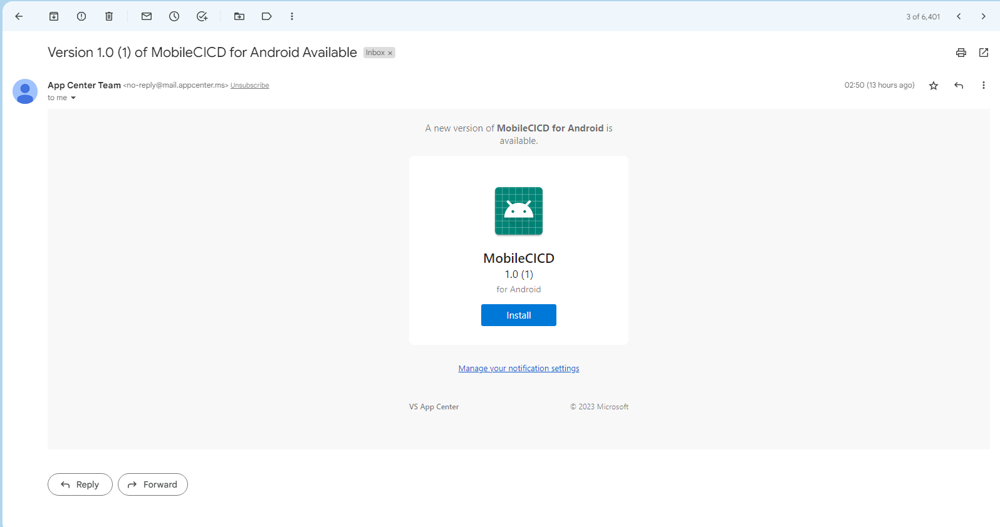 3 of 6,401
Version 1.0 (1) of MobileCICD for Android Available Inbox x
App Center Team <no-reply@mail.appcenter.ms> Unsubscribe 02:50 (13 hours ago)
to me
A new version of MobileCICD for Android is
available.
MobileCICD
1.0 (1)
for Android
Install
Manage your notification settings
VS App Center © 2023 Microsoft
Reply Forward